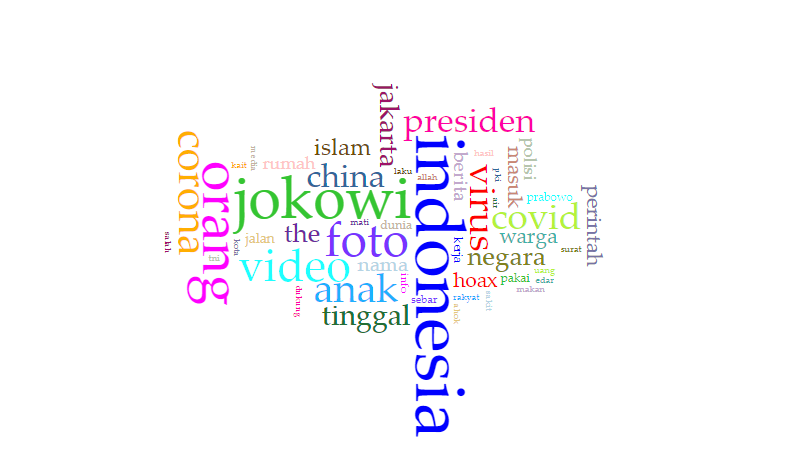 jakarta
presiden
corona
islam
indonesia
polisi
media
hasil
masuk
berita
rumah
kait
orang
china
laku
allah
virus
pki
perintah
jokowi
prabowo
air
covid
mati
dunia
foto
the
jalan
kota
warga
kerja
negara
surat
tni
video
nama
anak
info
hoax
pakai
uang
edar
makan
dukung
sebar
rakyat
sakit
ahok
tinggal